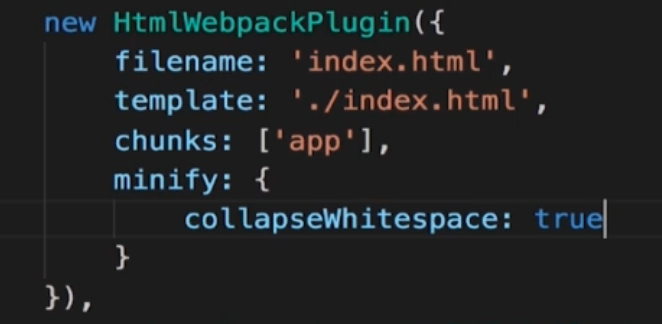 new HtmlWebpackPlugin({
    filename: 'index.html',
    template: './index.html',
    chunks: ['app'],
    minify: {
        collapseWhitespace: true
    }
}),